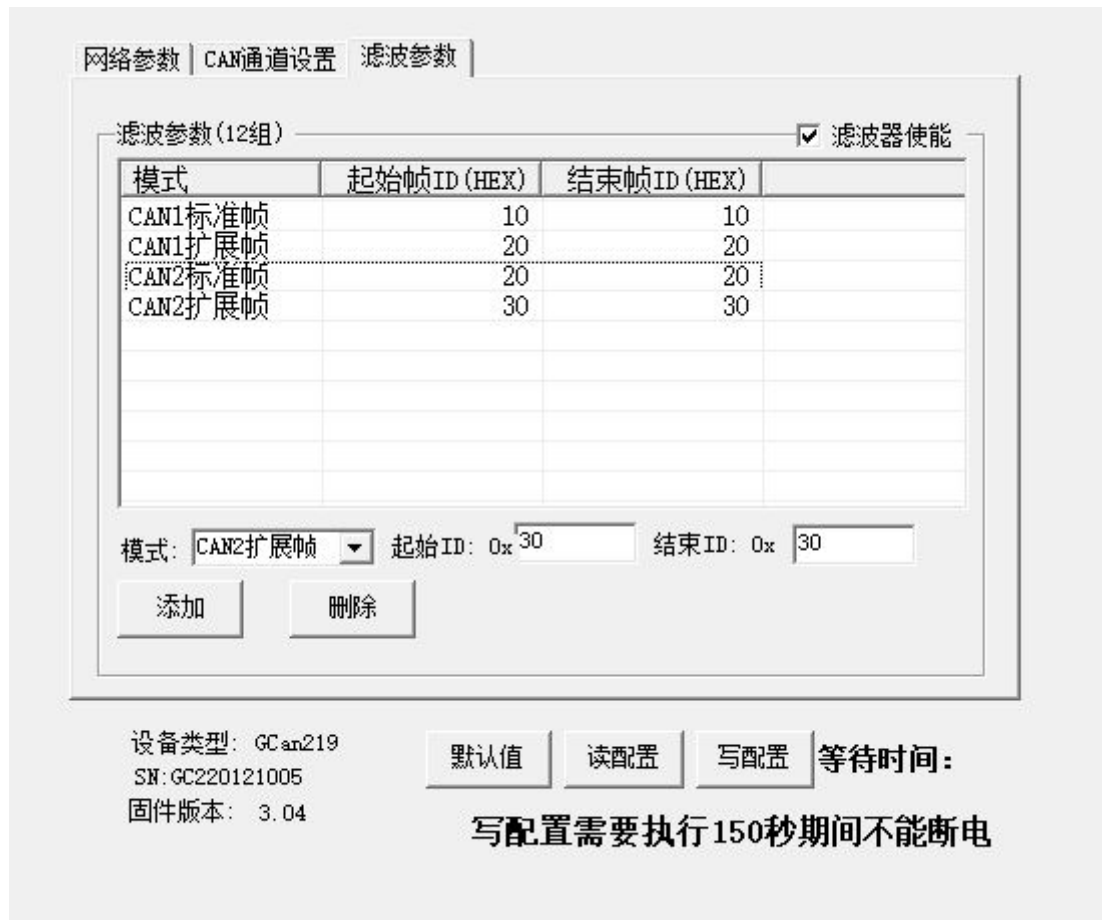 网络参数 CAN通道设置 滤波参数
滤波参数(12组) 滤波器使能
模式 起始帧ID(HEX) 结束帧ID(HEX)
CAN1标准帧 10 10
CAN1扩展帧 20 20
CAN2标准帧 20 20
CAN2扩展帧 30 30
模式: CAN2扩展帧 起始ID: 0x 30 结束ID: 0x 30
添加 删除
设备类型: GCan219
SN:GC220121005
固件版本: 3.04
默认值 读配置 写配置 等待时间:
写配置需要执行150秒期间不能断电